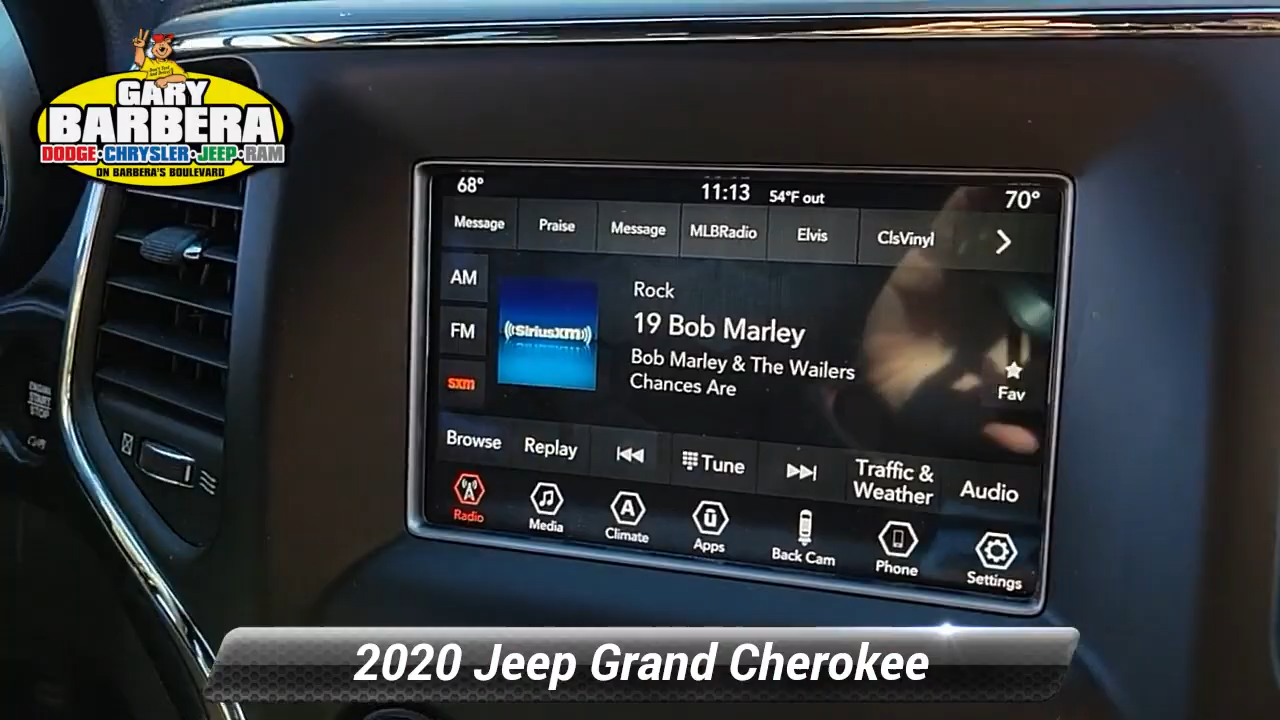 GARY
BARBERA
DODGE·CHRYSLER·JEEP·RAM
ON BARBERA'S BOULEVARD
68° 11:13 54°F out 70°
Message Praise Message MLBRadio Elvis ClsVinyl
AM
FM
sxm
((SiriusXM))
Rock
19 Bob Marley
Bob Marley & The Wailers
Chances Are
Fav
Browse Replay Tune Traffic & Weather Audio
Radio Media Climate Apps Back Cam Phone Settings
ENGINE
START
STOP
2020 Jeep Grand Cherokee